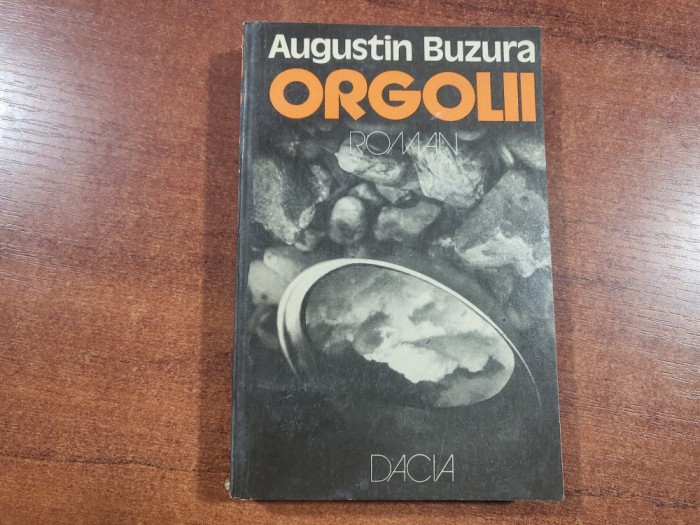 Augustin Buzura
ORGOLII
ROMAN
DACIA